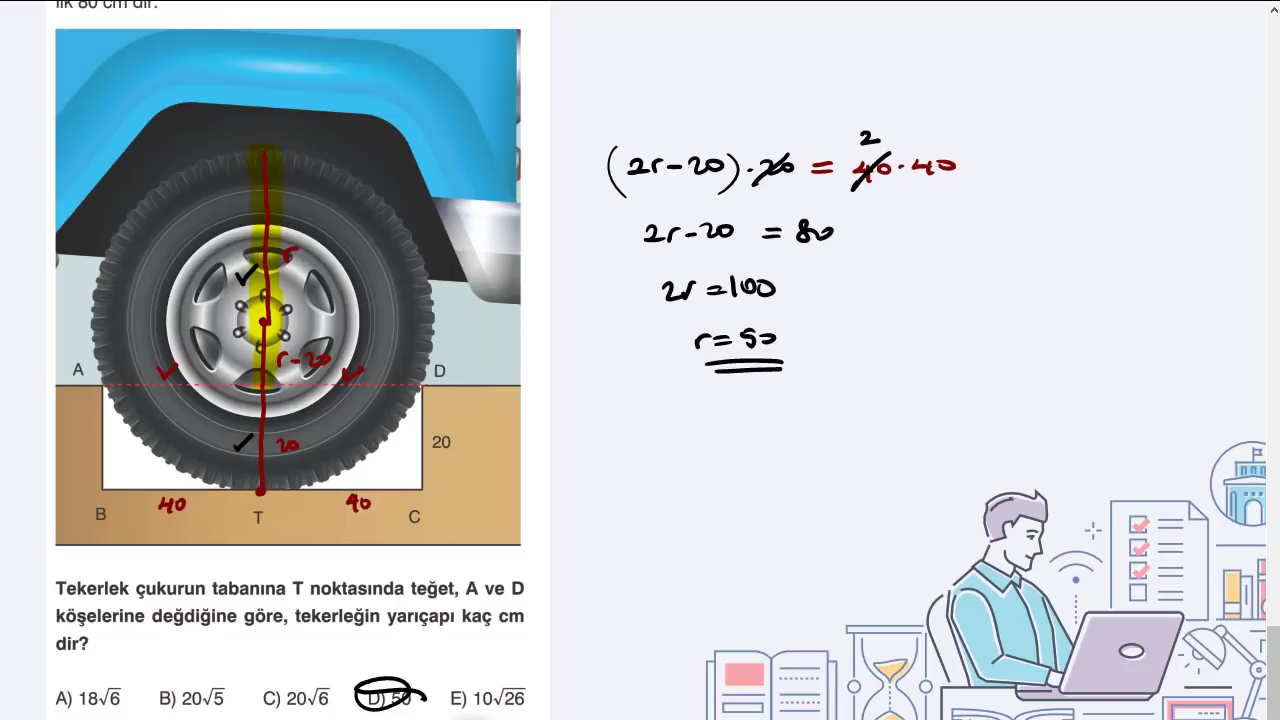 ilk 80 cm dir.
r
r-20
A
D
20
20
40
40
B
T
C
Tekerlek çukurun tabanına T noktasında teğet, A ve D
köşelerine değdiğine göre, tekerleğin yarıçapı kaç cm
dir?
A) 18√6 B) 20√5 C) 20√6 D) 50 E) 10√26
2
(2r-20)·20 = 40·40
2r-20 = 80
2r=100
r=50